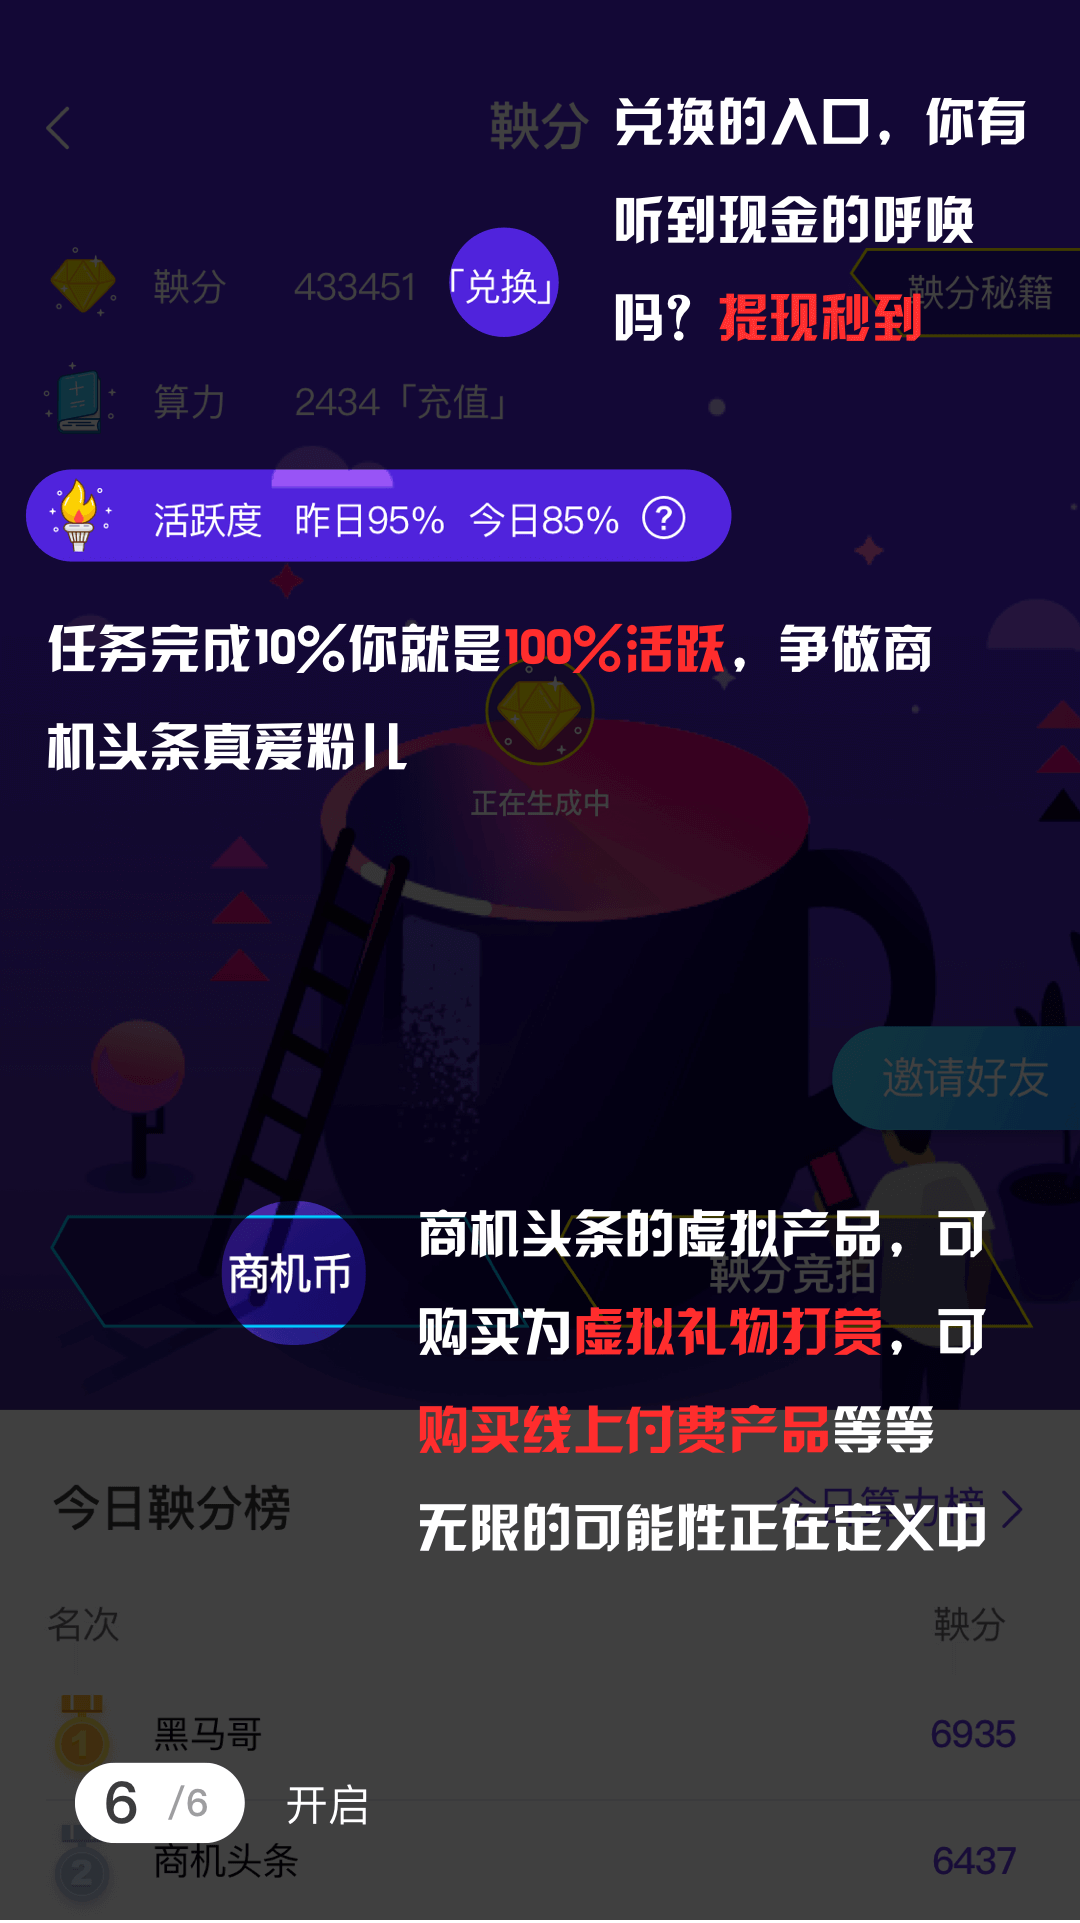 鞅分
兑换的入口，你有
听到现金的呼唤
吗？提现秒到
鞅分 433451「兑换」
鞅分秘籍
算力 2434「充值」
活跃度 昨日95% 今日85% ?
任务完成10%你就是100%活跃，争做商
机头条真爱粉儿
正在生成中
邀请好友
商机币
鞅分竞拍
商机头条的虚拟产品，可
购买为虚拟礼物打赏，可
购买线上付费产品等等
无限的可能性正在定义中
今日鞅分榜 今日算力榜
名次 鞅分
1 黑马哥 6935
6 /6 开启
2 商机头条 6437